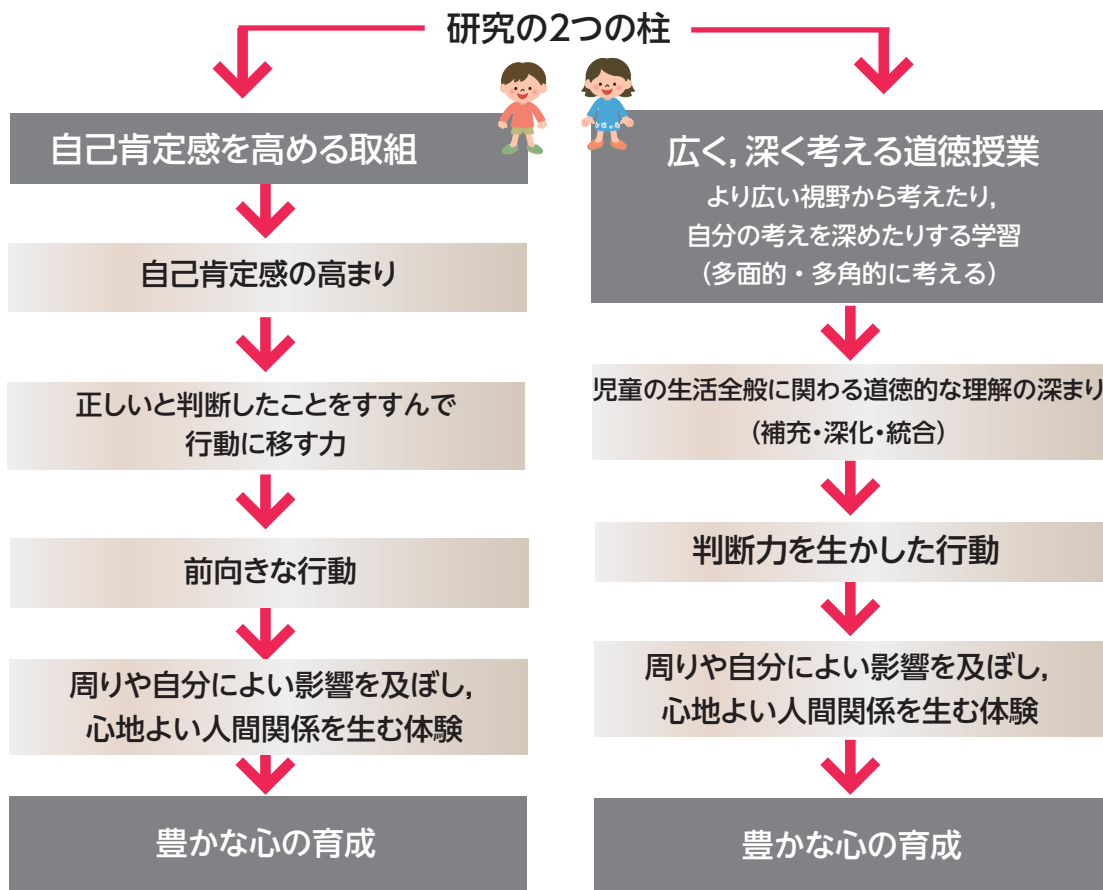 研究の2つの柱
自己肯定感を高める取組
自己肯定感の高まり
正しいと判断したことをすすんで
行動に移す力
前向きな行動
周りや自分によい影響を及ぼし,
心地よい人間関係を生む体験
豊かな心の育成
広く, 深く考える道徳授業
より広い視野から考えたり,
自分の考えを深めたりする学習
（多面的・多角的に考える）
児童の生活全般に関わる道徳的な理解の深まり
（補充・深化・統合）
判断力を生かした行動
周りや自分によい影響を及ぼし,
心地よい人間関係を生む体験
豊かな心の育成